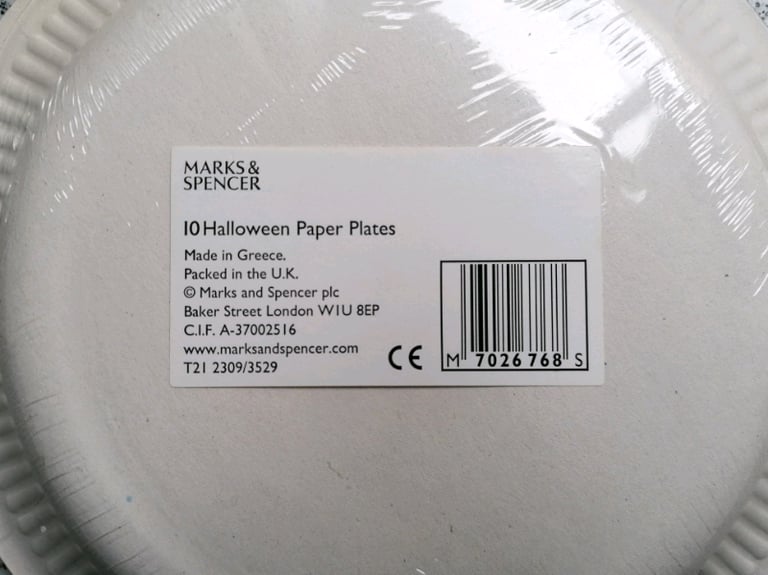 MARKS &
SPENCER
10 Halloween Paper Plates
Made in Greece.
Packed in the U.K.
© Marks and Spencer plc
Baker Street London W1U 8EP
C.I.F. A-37002516
www.marksandspencer.com
T21 2309/3529
CE
M 7026768 S